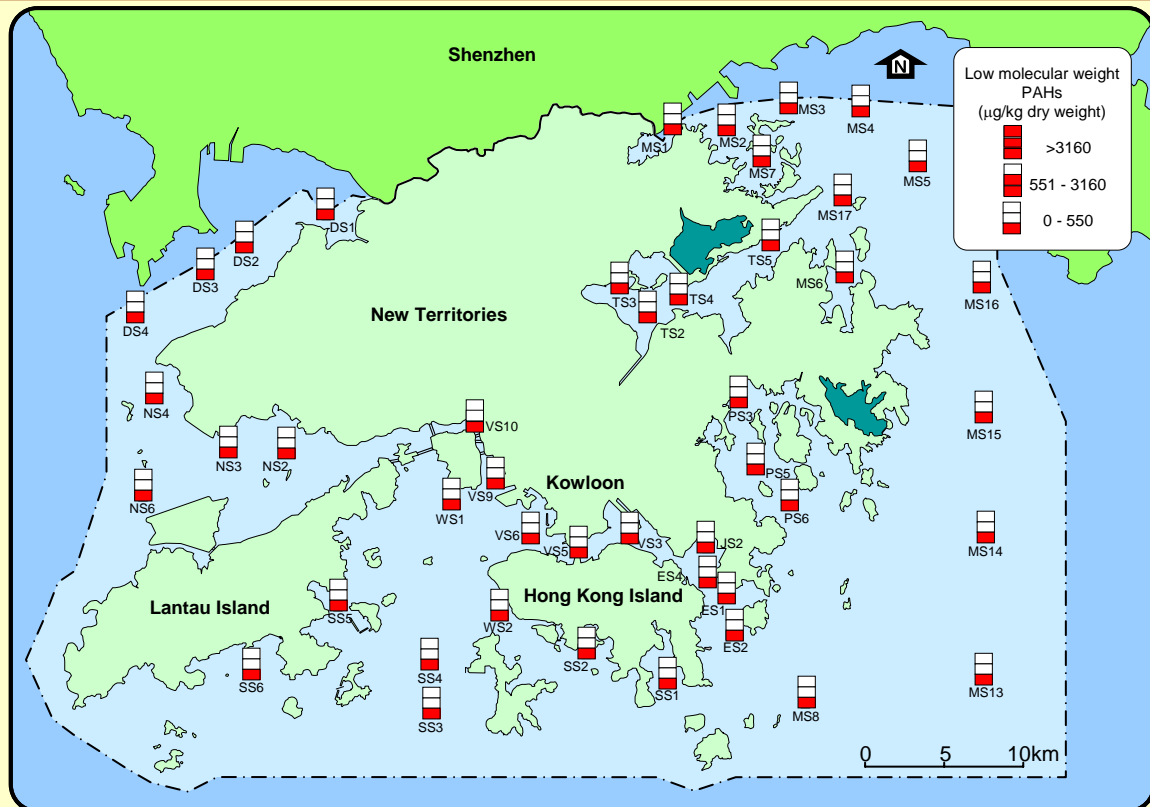 Shenzhen
N
Low molecular weight
PAHs
(µg/kg dry weight)
>3160
551 - 3160
0 - 550
MS3
MS4
MS1
MS2
MS7
MS5
MS17
DS1
DS2
DS3
DS4
TS5
MS6
MS16
TS3
TS4
TS2
New Territories
NS4
PS3
MS15
VS10
NS3
NS2
PS5
VS9
Kowloon
NS6
WS1
PS6
VS6
VS5
VS3
JS2
MS14
ES4
ES1
Lantau Island
Hong Kong Island
SS5
WS2
ES2
SS2
SS4
SS6
SS1
MS13
SS3
MS8
0 5 10km